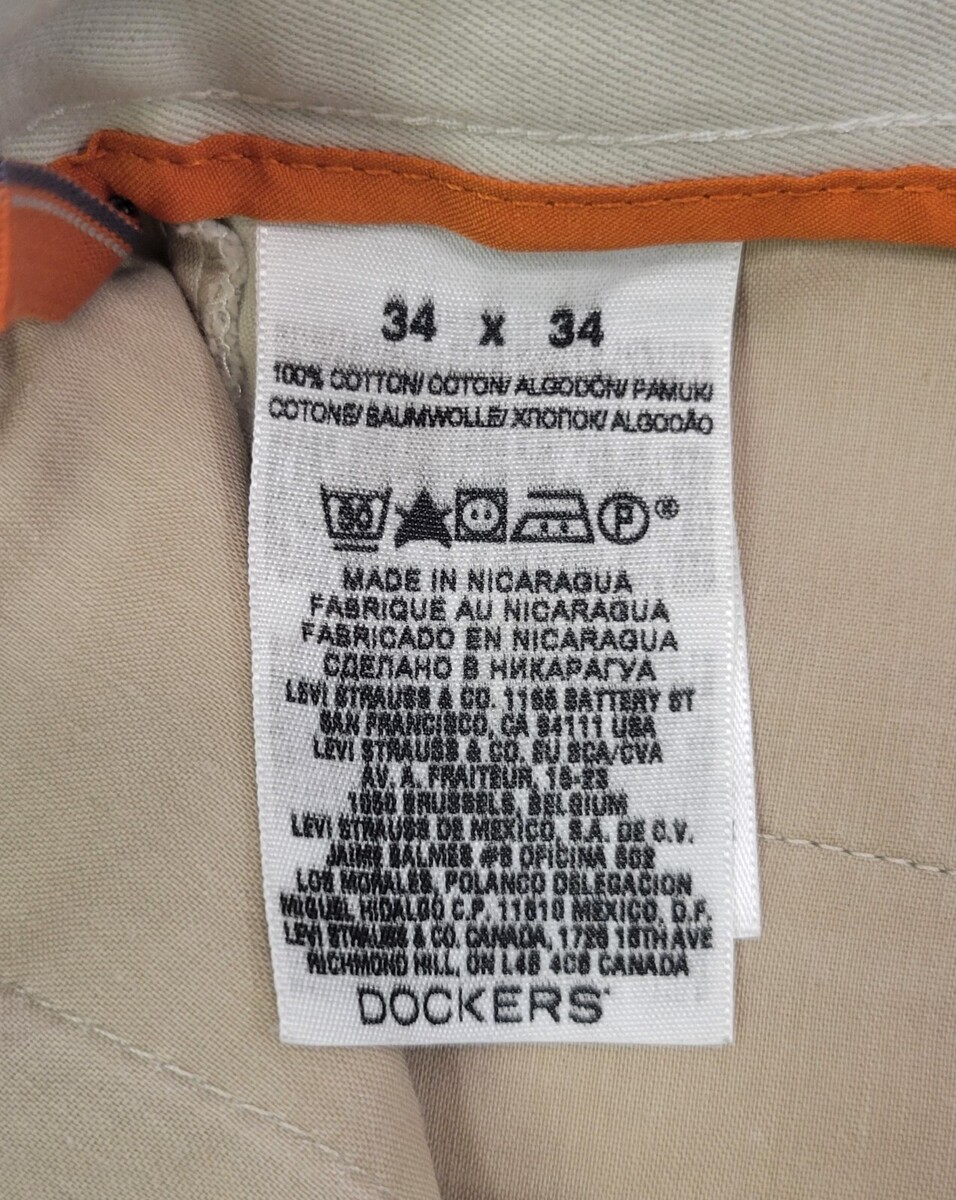 34 x 34
100% COTTON/ COTON/ ALGODÓN/ PAMUK/
COTONE/ BAUMWOLLE/ ХЛОПОК/ ALGODÃO
30
P ®
MADE IN NICARAGUA
FABRIQUE AU NICARAGUA
FABRICADO EN NICARAGUA
СДЕЛАНО В НИКАРАГУА
LEVI STRAUSS & CO. 1155 BATTERY ST
SAN FRANCISCO, CA 94111 USA
LEVI STRAUSS & CO. EU SCA/CVA
AV. A. FRAITEUR, 15-23
1050 BRUSSELS, BELGIUM
LEVI STRAUSS DE MEXICO, S.A. DE C.V.
JAIME BALMES #8 OFICINA
LOS MORALES, POLANCO DELEGACION
MIGUEL HIDALGO C.P. 11510 MEXICO, D.F.
LEVI STRAUSS & CO. CANADA, 1725 16TH AVE
RICHMOND HILL, ON L4B 4C6 CANADA
DOCKERS